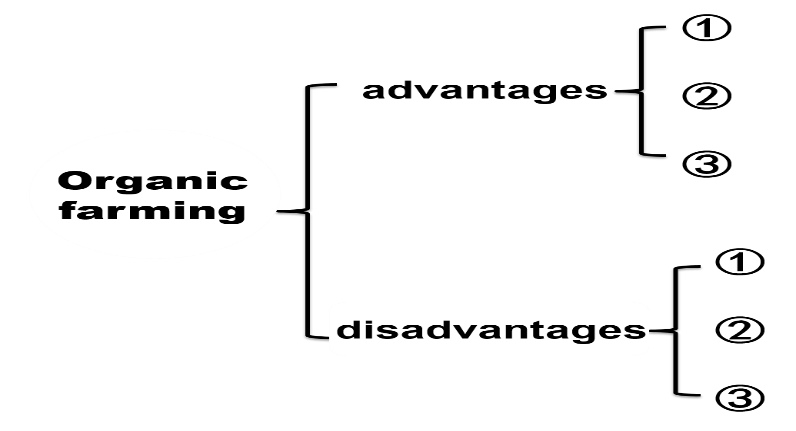 ①
advantages
②
③
Organic
farming
①
disadvantages
②
③